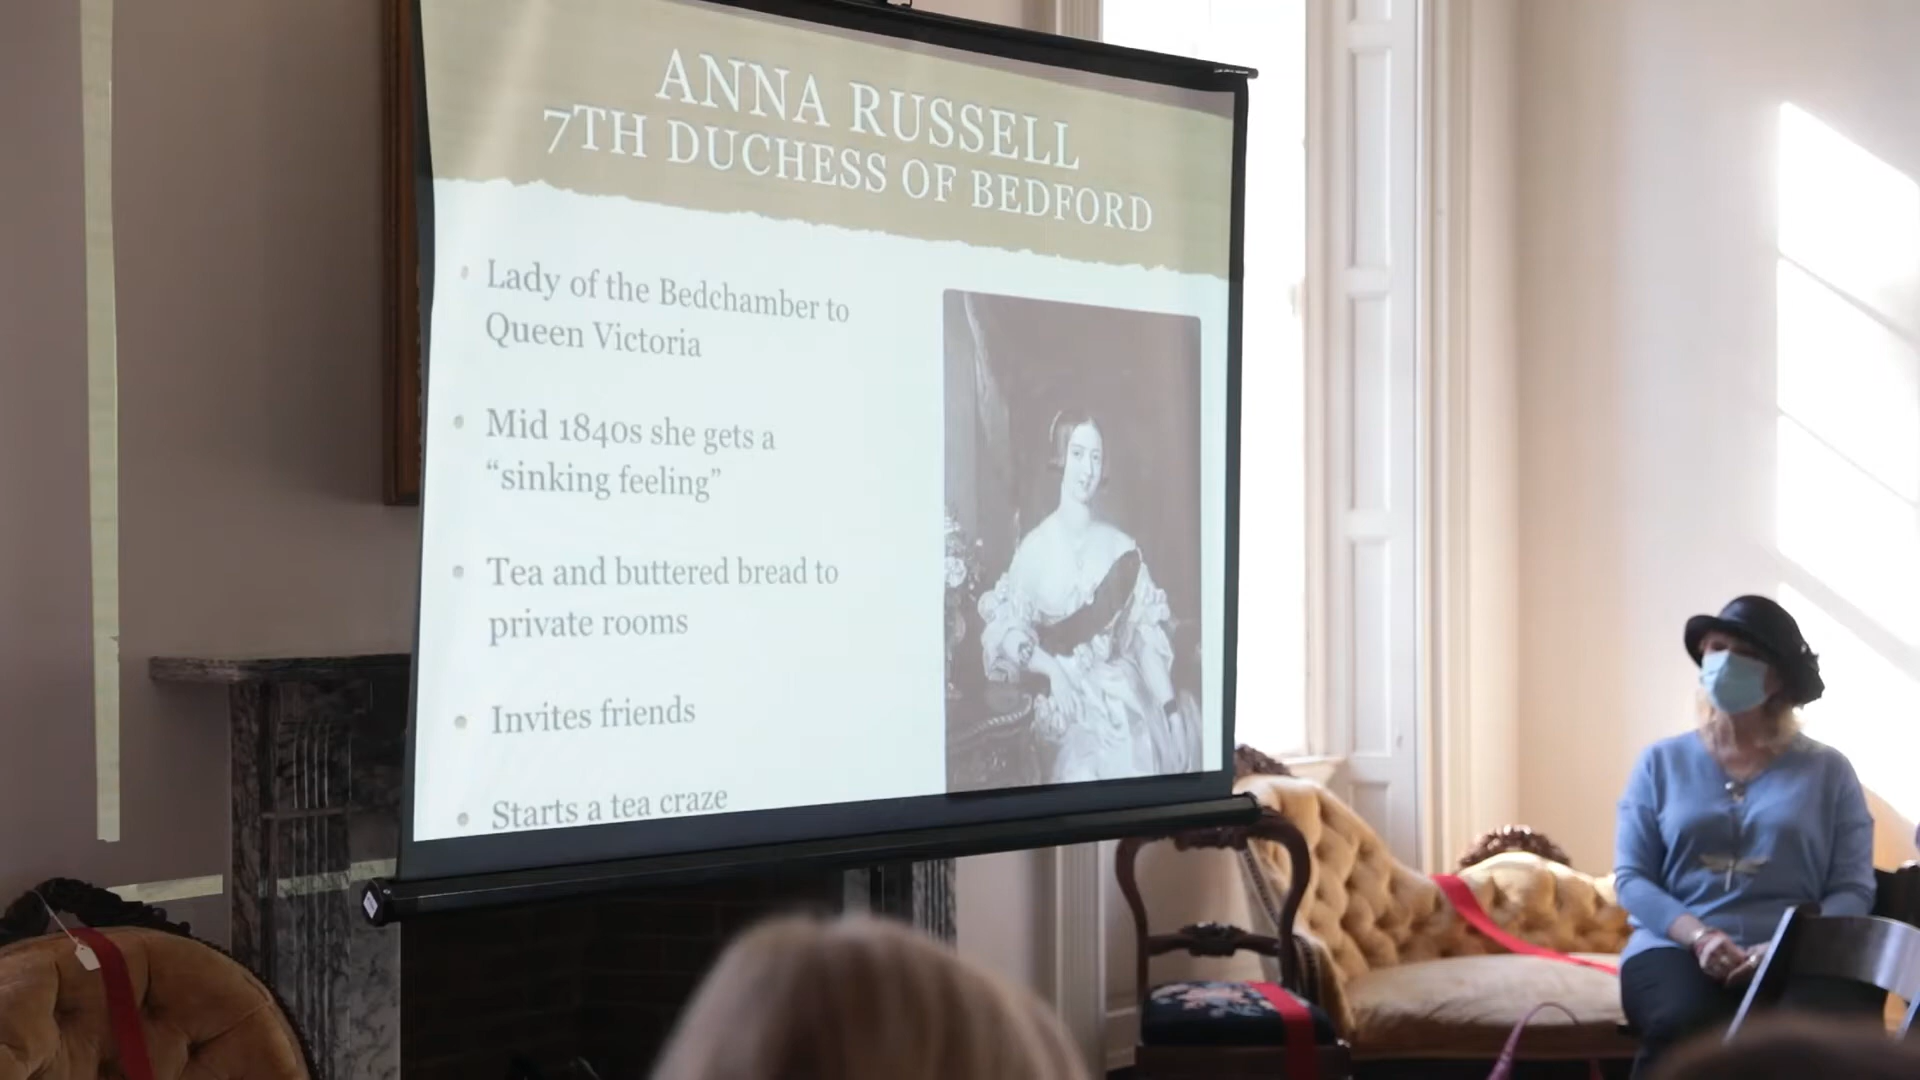 ANNA RUSSELL
7TH DUCHESS OF BEDFORD
• Lady of the Bedchamber to
Queen Victoria
• Mid 1840s she gets a
“sinking feeling”
• Tea and buttered bread to
private rooms
• Invites friends
• Starts a tea craze